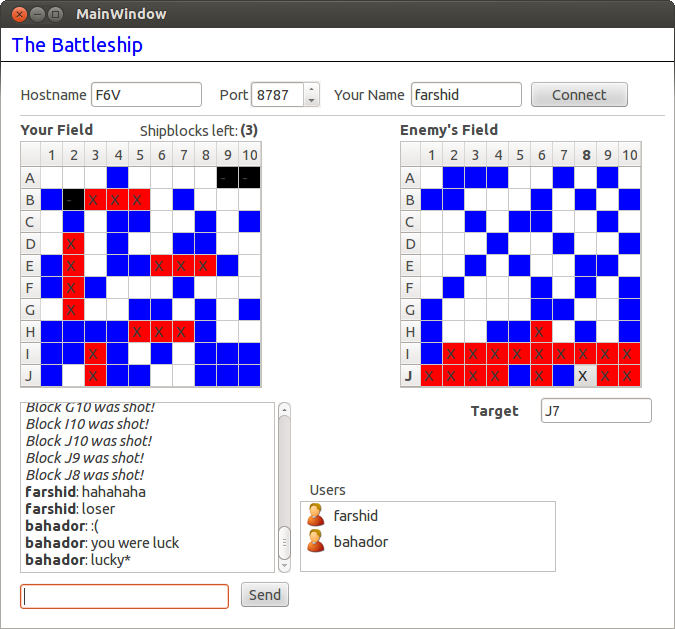 MainWindow
The Battleship
Hostname F6V Port 8787 Your Name farshid Connect
Your Field Shipblocks left: (3)
1 2 3 4 5 6 7 8 9 10
A - -
B - X X X
C
D X
E X X X X
F X
G X
H X X X
I X
J X
Enemy's Field
1 2 3 4 5 6 7 8 9 10
A
B
C
D
E
F
G
H X
I X X X X X X X X X
J X X X X X X X X
Target J7
Block G10 was shot!
Block I10 was shot!
Block J10 was shot!
Block J9 was shot!
Block J8 was shot!
farshid: hahahaha
farshid: loser
bahador: :(
bahador: you were luck
bahador: lucky*
Send
Users
farshid
bahador